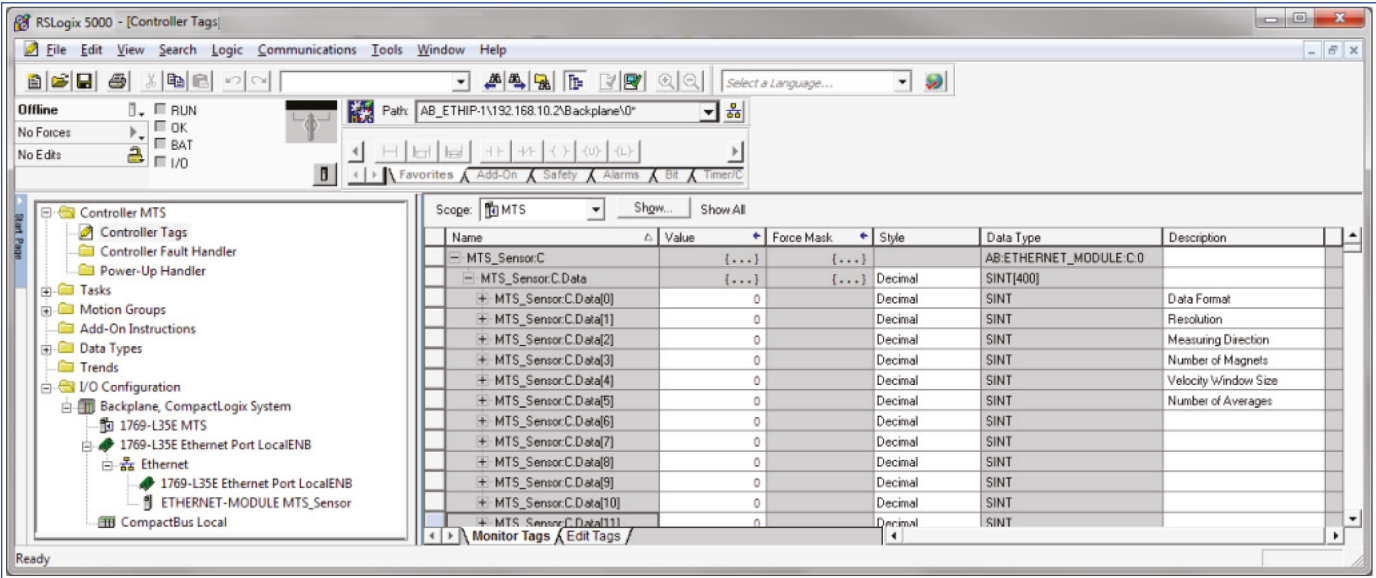 RSLogix 5000 - [Controller Tags]
File Edit View Search Logic Communications Tools Window Help
Select a Language...
Offline
RUN
No Forces
OK
No Edits
BAT
I/O
Path: AB_ETHIP-1\192.168.10.2\Backplane\0*
Favorites Add-On Safety Alarms Bit Timer/C
Start Page
Controller MTS
Controller Tags
Controller Fault Handler
Power-Up Handler
Tasks
Motion Groups
Add-On Instructions
Data Types
Trends
I/O Configuration
Backplane, CompactLogix System
1769-L35E MTS
1769-L35E Ethernet Port LocalENB
Ethernet
1769-L35E Ethernet Port LocalENB
ETHERNET-MODULE MTS_Sensor
CompactBus Local
Scope: MTS Show... Show All
Name Value Force Mask Style Data Type Description
MTS_Sensor:C {...} {...} AB:ETHERNET_MODULE:C:0
MTS_Sensor:C.Data {...} {...} Decimal SINT[400]
MTS_Sensor:C.Data[0] 0 Decimal SINT Data Format
MTS_Sensor:C.Data[1] 0 Decimal SINT Resolution
MTS_Sensor:C.Data[2] 0 Decimal SINT Measuring Direction
MTS_Sensor:C.Data[3] 0 Decimal SINT Number of Magnets
MTS_Sensor:C.Data[4] 0 Decimal SINT Velocity Window Size
MTS_Sensor:C.Data[5] 0 Decimal SINT Number of Averages
MTS_Sensor:C.Data[6] 0 Decimal SINT
MTS_Sensor:C.Data[7] 0 Decimal SINT
MTS_Sensor:C.Data[8] 0 Decimal SINT
MTS_Sensor:C.Data[9] 0 Decimal SINT
MTS_Sensor:C.Data[10] 0 Decimal SINT
MTS_Sensor:C.Data[11] 0 Decimal SINT
Monitor Tags Edit Tags
Ready